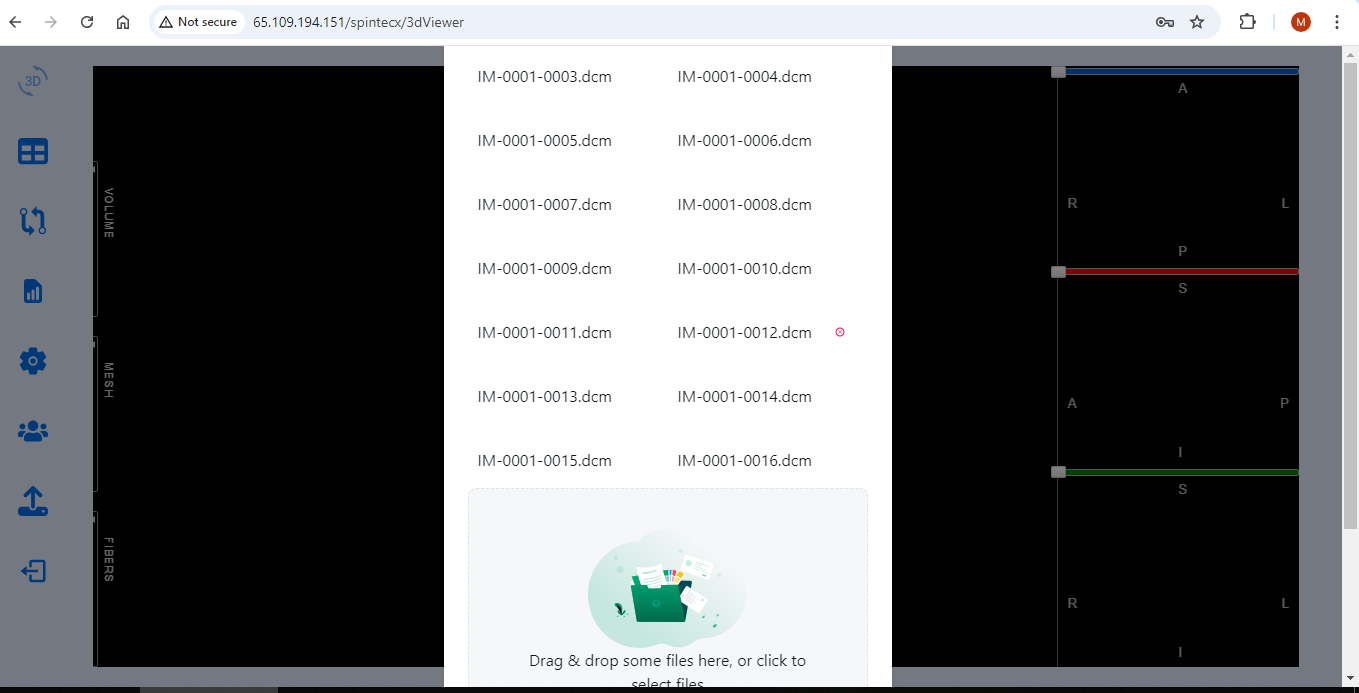 Not secure
65.109.194.151/spintecx/3dViewer
M
3D
IM-0001-0003.dcm IM-0001-0004.dcm
IM-0001-0005.dcm IM-0001-0006.dcm
IM-0001-0007.dcm IM-0001-0008.dcm
IM-0001-0009.dcm IM-0001-0010.dcm
IM-0001-0011.dcm IM-0001-0012.dcm
IM-0001-0013.dcm IM-0001-0014.dcm
IM-0001-0015.dcm IM-0001-0016.dcm
Drag & drop some files here, or click to
select files
VOLUME
MESH
FIBERS
A
R L
P
S
A P
I
S
R L
I